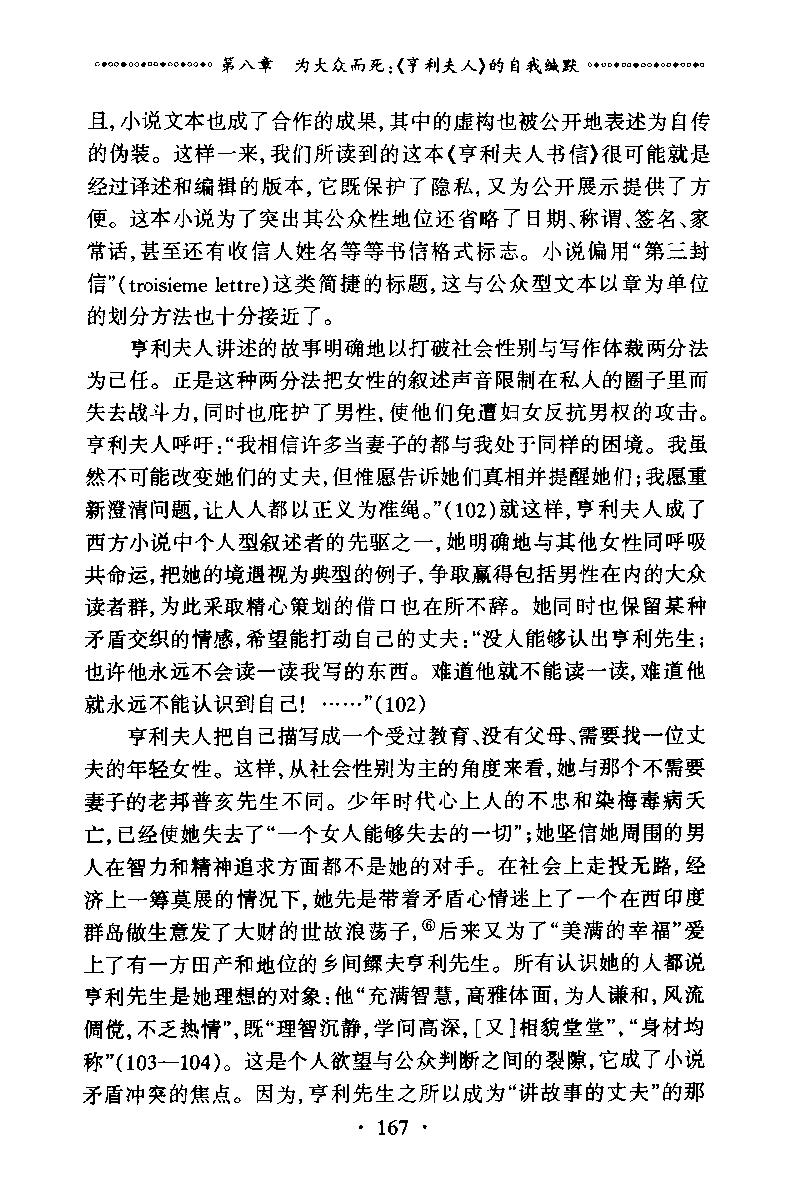 第八章　为大众而死:《亨利夫人》的自我缄默
且,小说文本也成了合作的成果,其中的虚构也被公开地表述为自传
的伪装。这样一来,我们所读到的这本《亨利夫人书信》很可能就是
经过译述和编辑的版本,它既保护了隐私,又为公开展示提供了方
便。这本小说为了突出其公众性地位还省略了日期、称谓、签名、家
常话,甚至还有收信人姓名等等书信格式标志。小说偏用“第三封
信”(troisieme lettre)这类简捷的标题,这与公众型文本以章为单位
的划分方法也十分接近了。
亨利夫人讲述的故事明确地以打破社会性别与写作体裁两分法
为己任。正是这种两分法把女性的叙述声音限制在私人的圈子里而
失去战斗力,同时也庇护了男性,使他们免遭妇女反抗男权的攻击。
亨利夫人呼吁:“我相信许多当妻子的都与我处于同样的困境。我虽
然不可能改变她们的丈夫,但惟愿告诉她们真相并提醒她们;我愿重
新澄清问题,让人人都以正义为准绳。”(102)就这样,亨利夫人成了
西方小说中个人型叙述者的先驱之一,她明确地与其他女性同呼吸
共命运,把她的境遇视为典型的例子,争取赢得包括男性在内的大众
读者群,为此采取精心策划的借口也在所不辞。她同时也保留某种
矛盾交织的情感,希望能打动自己的丈夫:“没人能够认出亨利先生;
也许他永远不会读一读我写的东西。难道他就不能读一读,难道他
就永远不能认识到自己! ……”(102)
亨利夫人把自己描写成一个受过教育、没有父母、需要找一位丈
夫的年轻女性。这样,从社会性别为主的角度来看,她与那个不需要
妻子的老邦普亥先生不同。少年时代心上人的不忠和染梅毒病夭
亡,已经使她失去了“一个女人能够失去的一切”;她坚信她周围的男
人在智力和精神追求方面都不是她的对手。在社会上走投无路,经
济上一筹莫展的情况下,她先是带着矛盾心情迷上了一个在西印度
群岛做生意发了大财的世故浪荡子,⑥后来又为了“美满的幸福”爱
上了有一方田产和地位的乡间鳏夫亨利先生。所有认识她的人都说
亨利先生是她理想的对象:他“充满智慧,高雅体面,为人谦和,风流
倜傥,不乏热情”,既“理智沉静,学问高深,[又]相貌堂堂”,“身材均
称”(103—104)。这是个人欲望与公众判断之间的裂隙,它成了小说
矛盾冲突的焦点。因为,亨利先生之所以成为“讲故事的丈夫”的那
· 167 ·